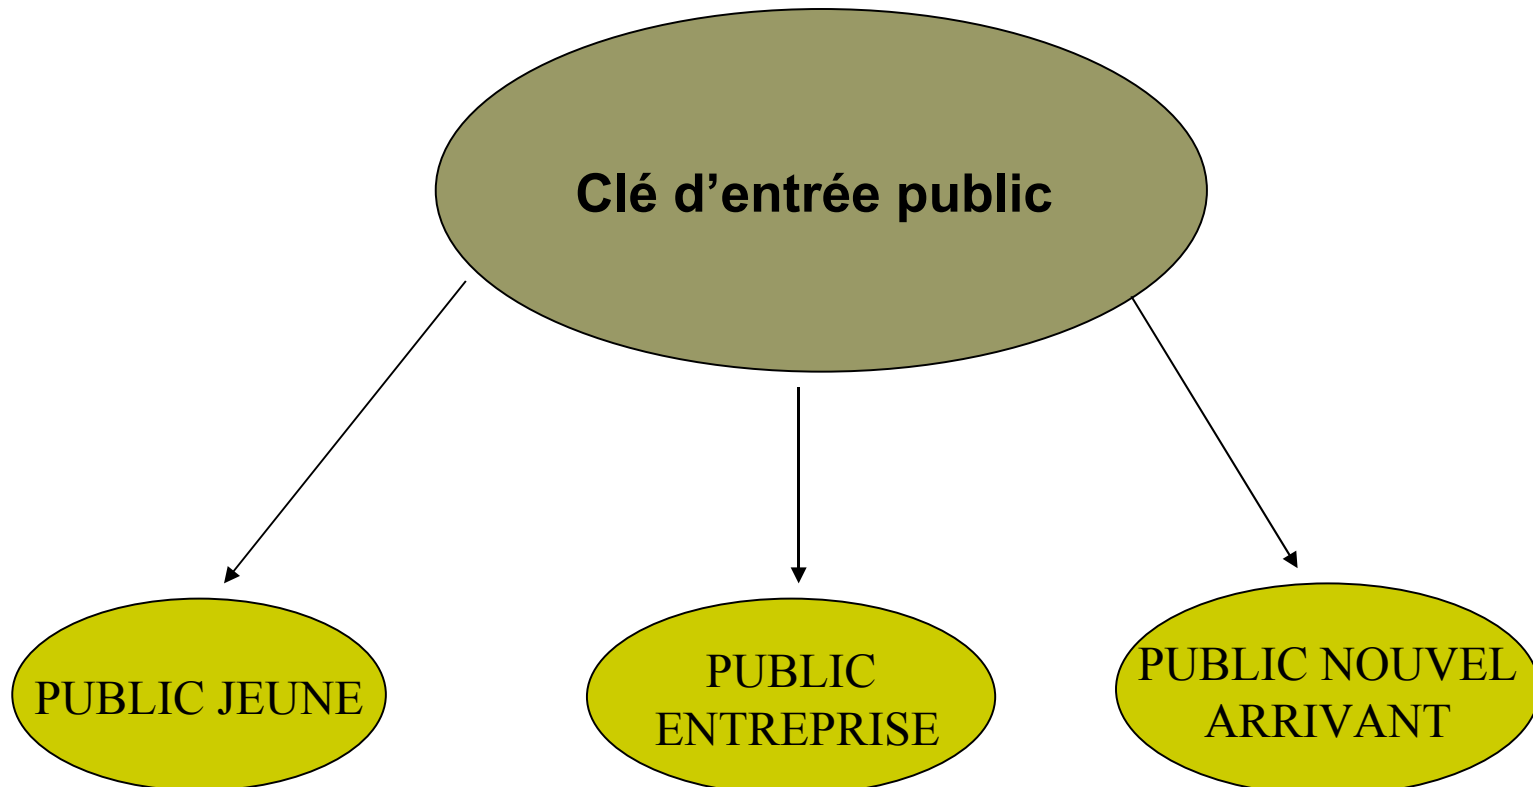 Clé d’entrée public
PUBLIC JEUNE
PUBLIC
ENTREPRISE
PUBLIC NOUVEL
ARRIVANT